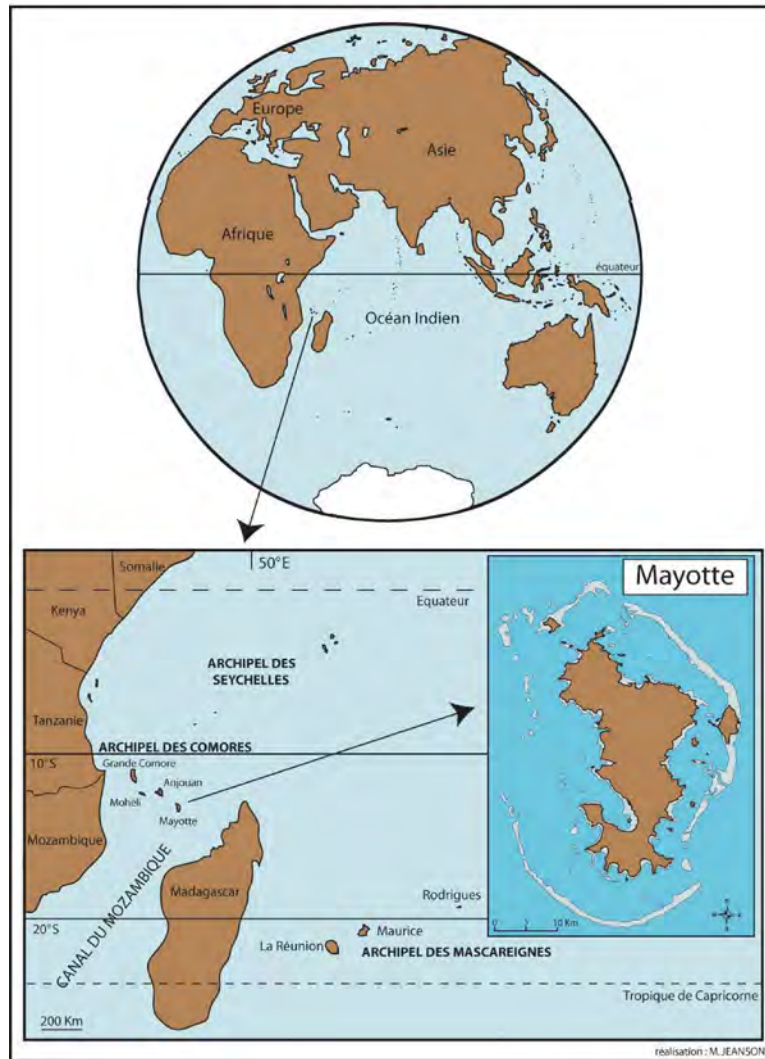 Europe
Asie
Afrique
équateur
Océan Indien
50°E
Somalie
Mayotte
Kenya
Equateur
ARCHIPEL DES
SEYCHELLES
Tanzanie
ARCHIPEL DES COMORES
10°S
Grande Comore
Anjouan
Mohéli
Mayotte
Mozambique
CANAL DU MOZAMBIQUE
Madagascar
Rodrigues
0 5 10 Km
20°S
Maurice
La Réunion
ARCHIPEL DES MASCAREIGNES
Tropique de Capricorne
200 Km
réalisation : M. JEANSON